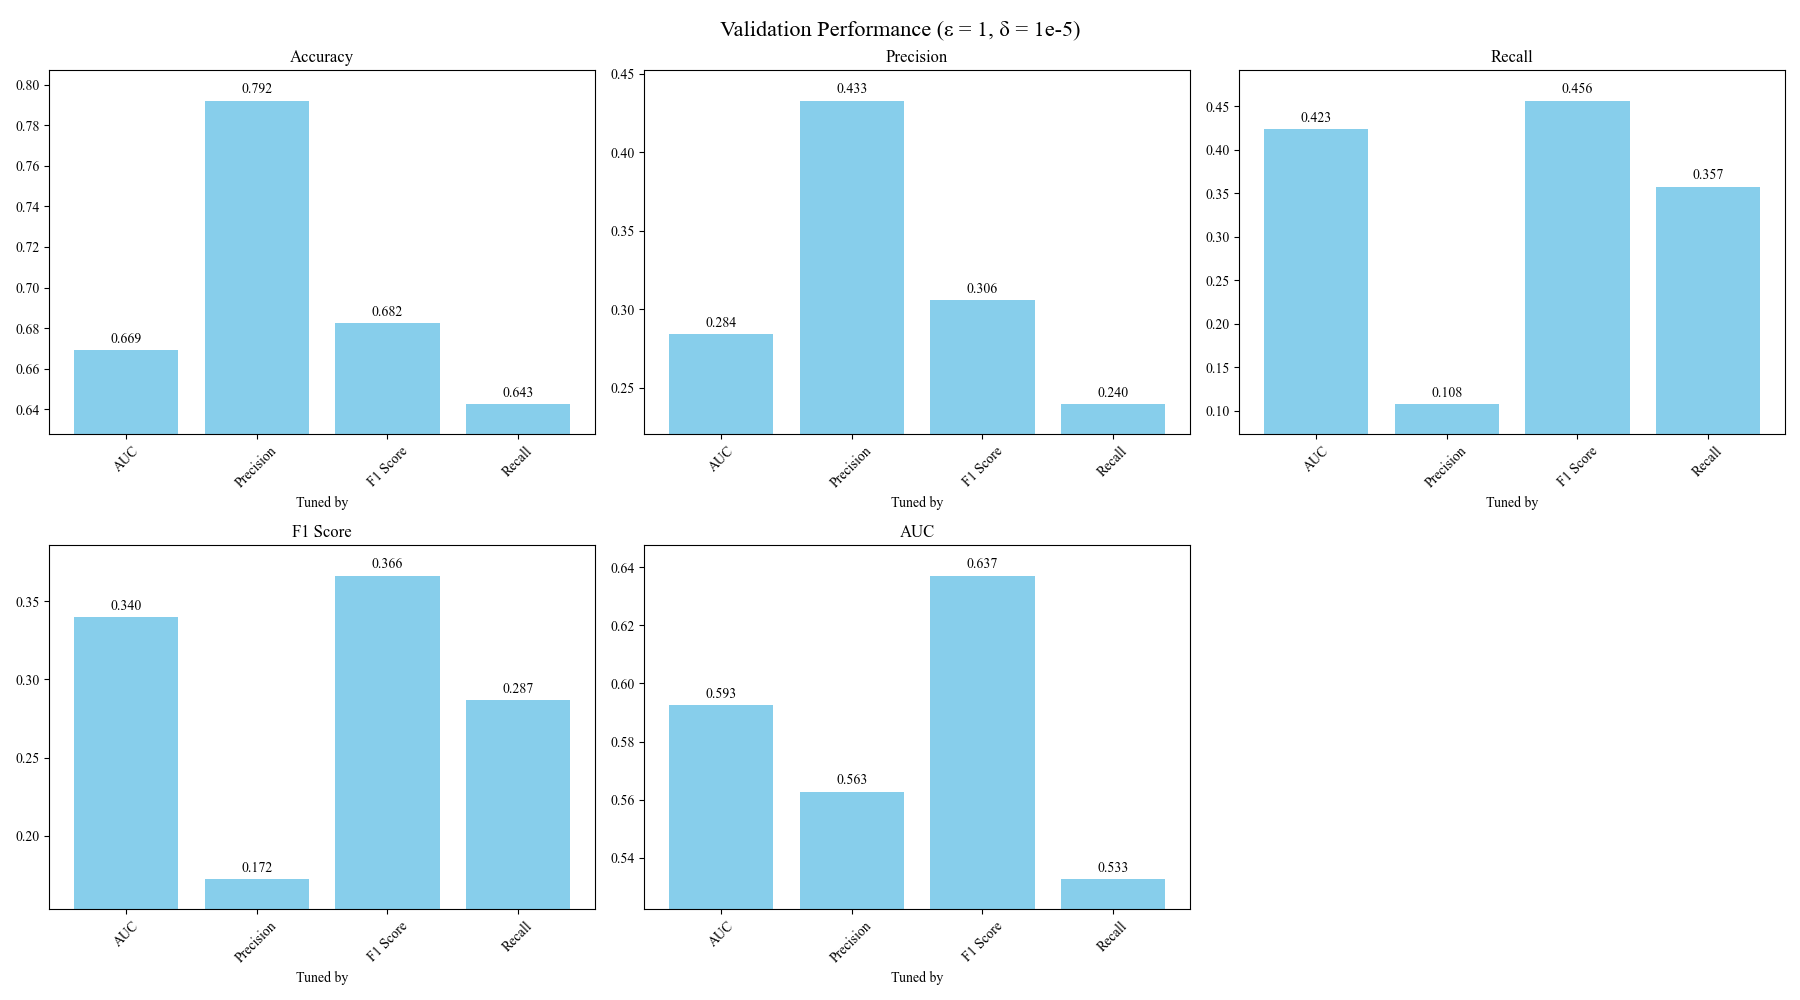 Validation Performance (ε = 1, δ = 1e-5)
Accuracy
0.80
0.78
0.76
0.74
0.72
0.70
0.68
0.66
0.64
0.669
0.792
0.682
0.643
AUC
Precision
F1 Score
Recall
Tuned by
Precision
0.45
0.40
0.35
0.30
0.25
0.284
0.433
0.306
0.240
AUC
Precision
F1 Score
Recall
Tuned by
Recall
0.45
0.40
0.35
0.30
0.25
0.20
0.15
0.10
0.423
0.108
0.456
0.357
AUC
Precision
F1 Score
Recall
Tuned by
F1 Score
0.35
0.30
0.25
0.20
0.340
0.172
0.366
0.287
AUC
Precision
F1 Score
Recall
Tuned by
AUC
0.64
0.62
0.60
0.58
0.56
0.54
0.593
0.563
0.637
0.533
AUC
Precision
F1 Score
Recall
Tuned by